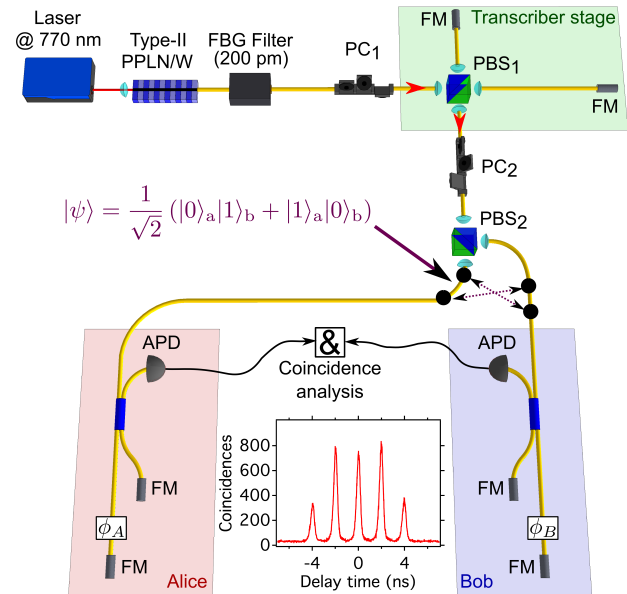 Laser
@ 770 nm
Type-II
PPLN/W
FBG Filter
(200 pm)
PC1
FM
Transcriber stage
PBS1
FM
PC2
|ψ⟩ = 1/√2 (|0⟩a|1⟩b + |1⟩a|0⟩b)
PBS2
APD
&
Coincidence
analysis
APD
Coincidences
800
600
400
200
0
-4
-2
0
2
4
Delay time (ns)
FM
FM
ϕA
ϕB
FM
Alice
FM
Bob